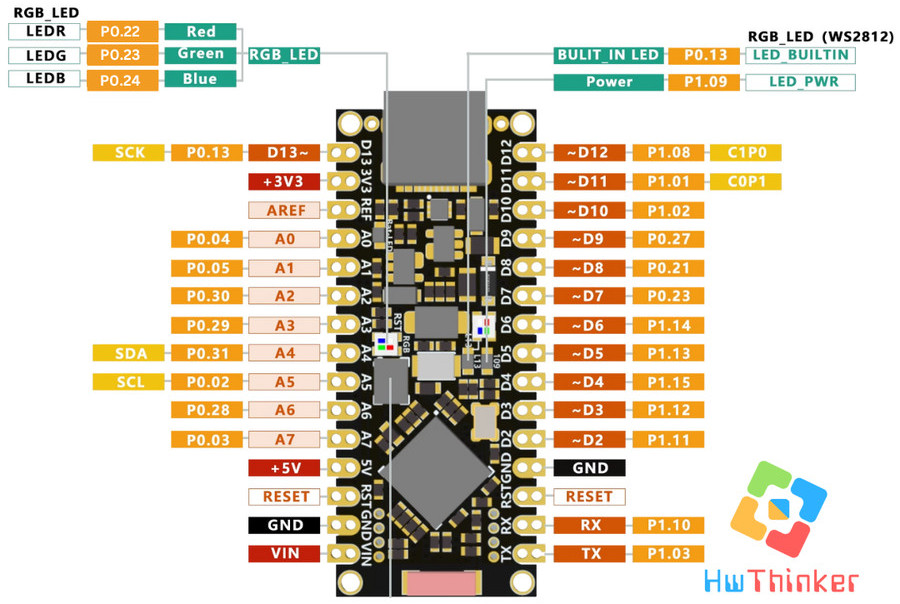 RGB_LED
LEDR P0.22 Red
LEDG P0.23 Green RGB_LED
LEDB P0.24 Blue
RGB_LED (WS2812)
BULIT_IN LED P0.13 LED_BUILTIN
Power P1.09 LED_PWR
SCK P0.13 D13~ D13 D12 ~D12 P1.08 C1P0
+3V3 3V3 D11 ~D11 P1.01 C0P1
AREF REF D10 ~D10 P1.02
P0.04 A0 A0 D9 ~D9 P0.27
P0.05 A1 A1 D8 ~D8 P0.21
P0.30 A2 A2 D7 ~D7 P0.23
P0.29 A3 A3 RST D6 ~D6 P1.14
SDA P0.31 A4 A4 RGB L13 109 D5 ~D5 P1.13
SCL P0.02 A5 A5 D4 ~D4 P1.15
P0.28 A6 A6 D3 ~D3 P1.12
P0.03 A7 A7 D2 ~D2 P1.11
+5V 5V GND GND
RESET RST RST RESET
GND GND RX RX P1.10
VIN VIN TX TX P1.03
HwThinker